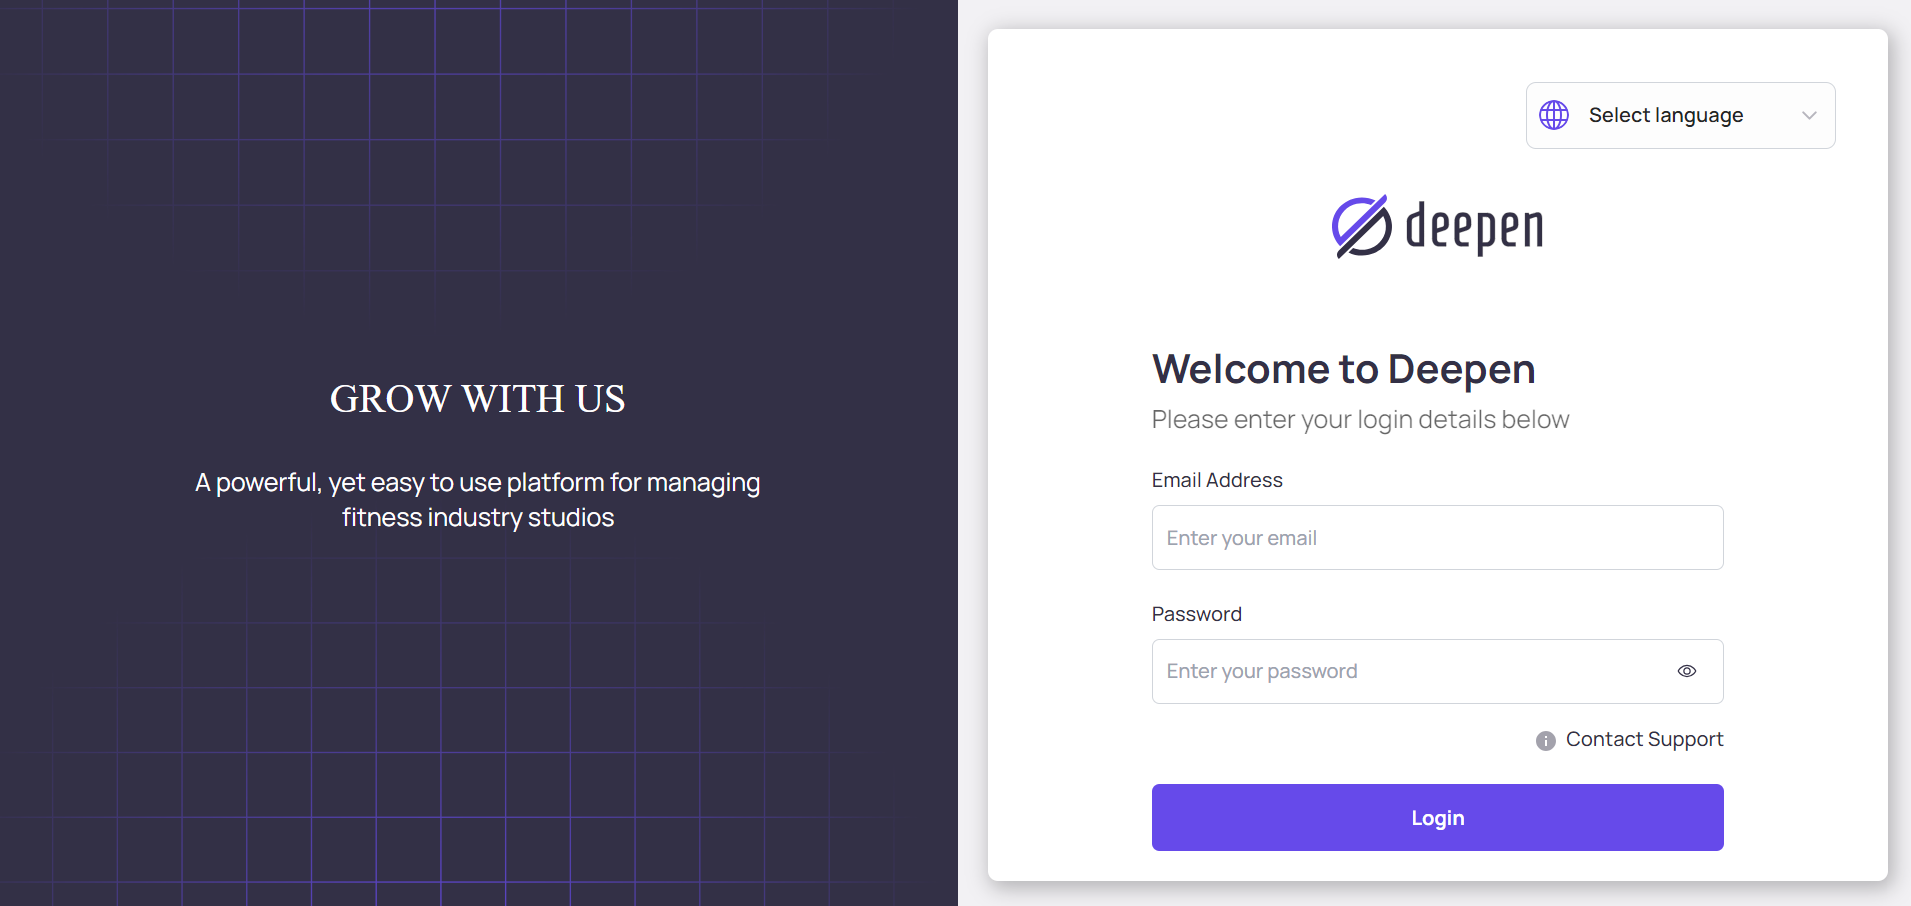 GROW WITH US
A powerful, yet easy to use platform for managing
fitness industry studios
Select language
deepen
Welcome to Deepen
Please enter your login details below
Email Address
Enter your email
Password
Enter your password
Contact Support
Login